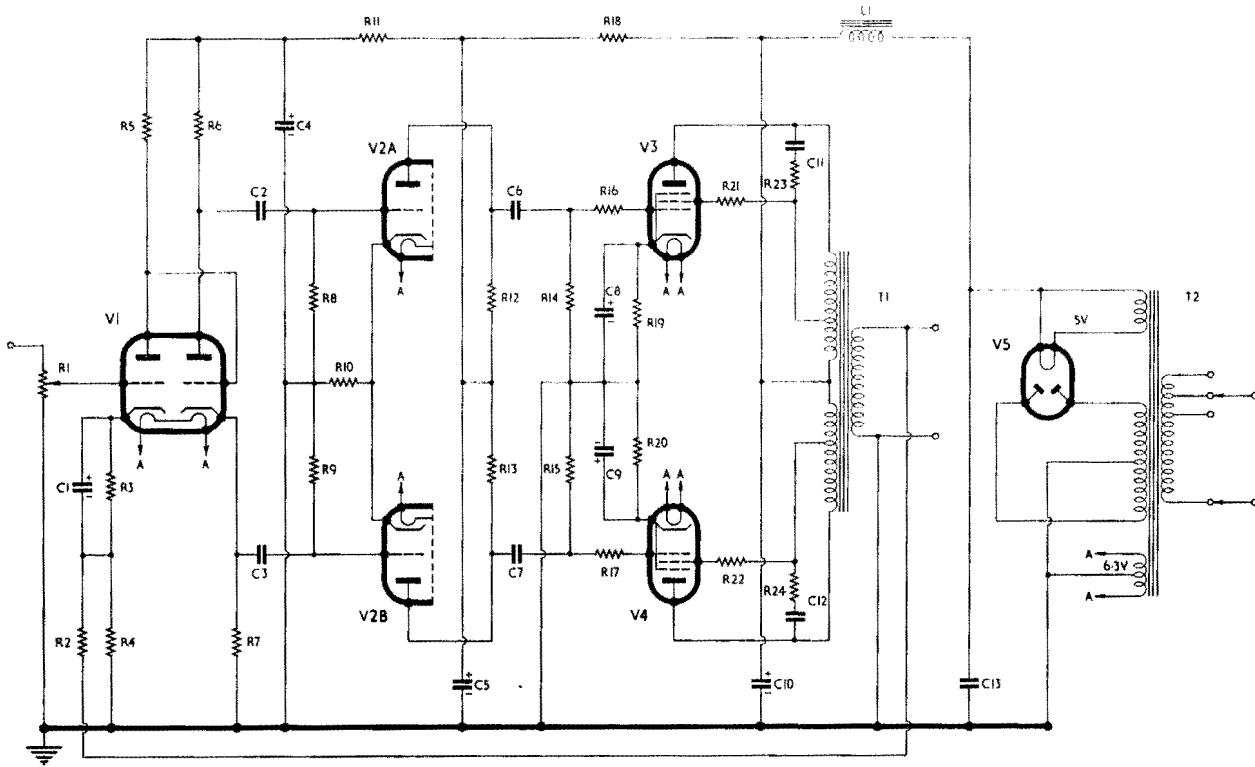 R11
R18
L1
R5
R6
C4
V2A
V3
C11
R23
C2
C6
R16
R21
A
A
A
V1
R8
R12
R14
C8
R19
T1
T2
5V
V5
R1
R10
A
A
C1
R3
R9
A
R13
R15
C9
R20
A
A
C3
C7
R17
R22
R24
C12
A
6·3V
A
V2B
V4
R2
R4
R7
C5
C10
C13